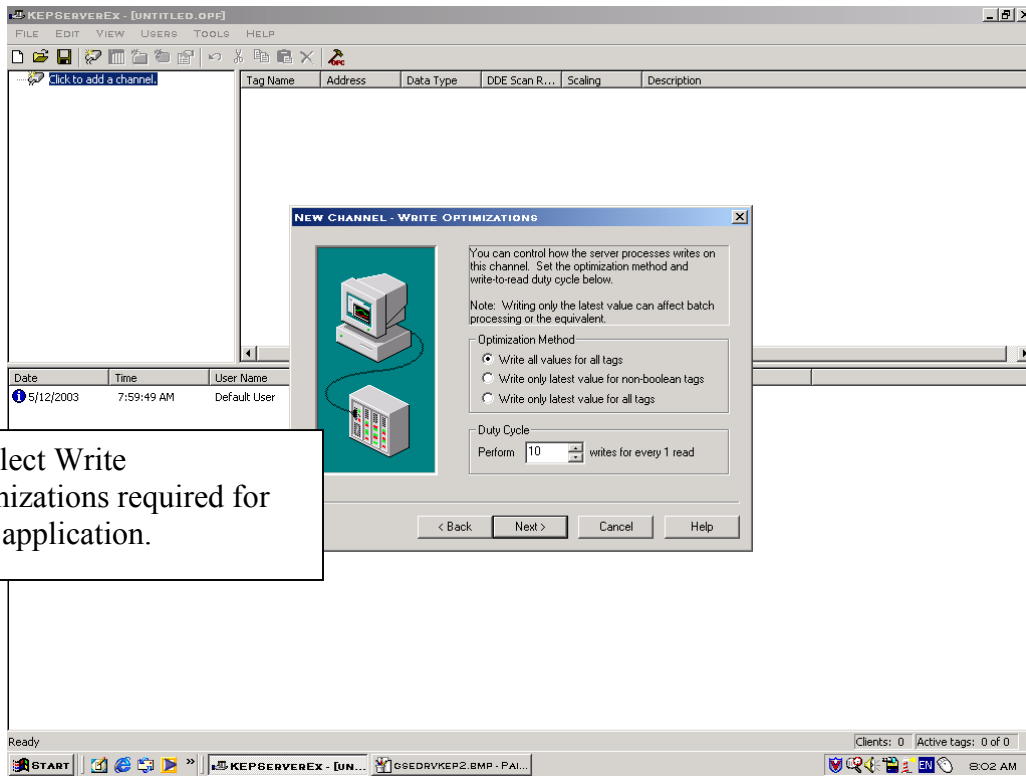 KEPServerEx - [Untitled.opf]
File Edit View Users Tools Help
OPC
Click to add a channel.
Tag Name Address Data Type DDE Scan R... Scaling Description
New Channel - Write Optimizations
You can control how the server processes writes on
this channel. Set the optimization method and
write-to-read duty cycle below.
Note: Writing only the latest value can affect batch
processing or the equivalent.
Optimization Method
Write all values for all tags
Write only latest value for non-boolean tags
Write only latest value for all tags
Duty Cycle
Perform 10 writes for every 1 read
< Back Next > Cancel Help
Date Time User Name
5/12/2003 7:59:49 AM Default User
lect Write
nizations required for
application.
Ready
Clients: 0 Active tags: 0 of 0
Start » KEPServerEx - [Un... GSEDRVKEP2.BMP - Pai... EN 8:02 AM